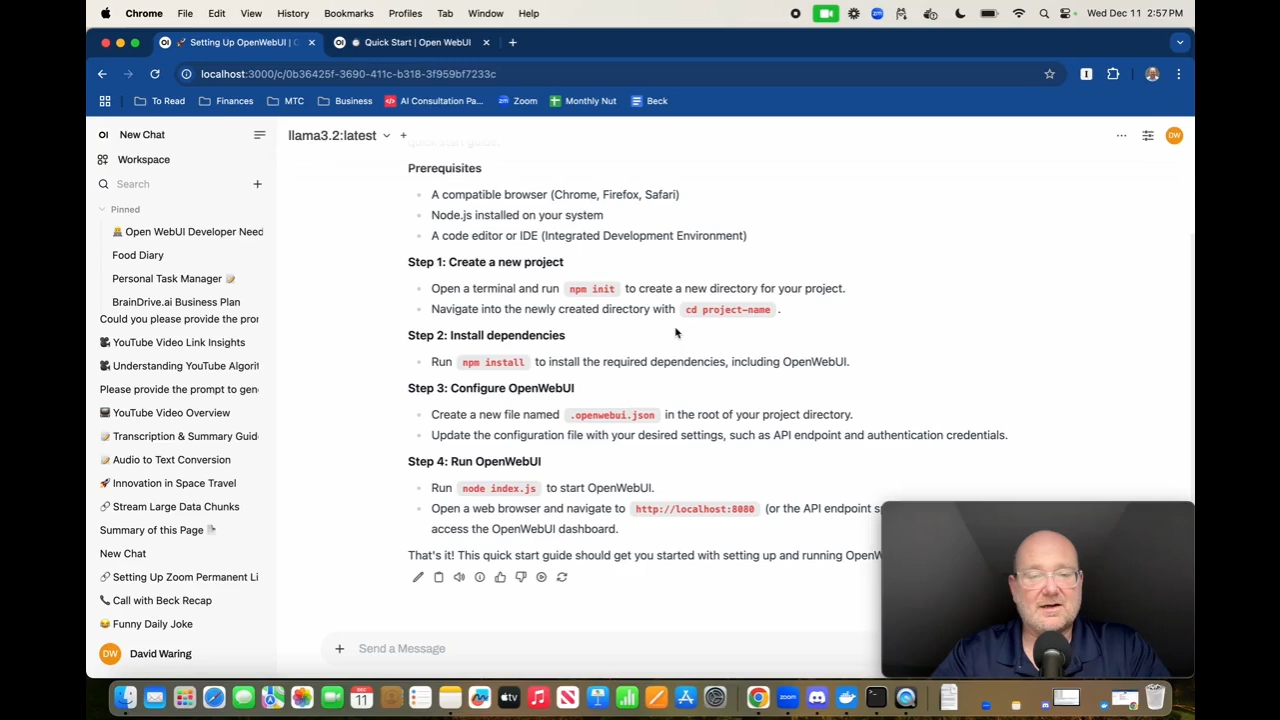 Chrome File Edit View History Bookmarks Profiles Tab Window Help Wed Dec 11 2:57 PM
🚀 Setting Up OpenWebUI | O Quick Start | Open WebUI
localhost:3000/c/0b36425f-3690-411c-b318-3f959bf7233c
To Read Finances MTC Business AI Consultation Pa... Zoom Monthly Nut Beck
New Chat
Workspace
Search
Pinned
Open WebUI Developer Need
Food Diary
Personal Task Manager 📝
BrainDrive.ai Business Plan
Could you please provide the pror
YouTube Video Link Insights
Understanding YouTube Algorit
Please provide the prompt to gen
YouTube Video Overview
Transcription & Summary Guid
Audio to Text Conversion
Innovation in Space Travel
Stream Large Data Chunks
Summary of this Page
New Chat
Setting Up Zoom Permanent Li
Call with Beck Recap
Funny Daily Joke
DW David Waring
llama3.2:latest
DW
quick start guide:
Prerequisites
• A compatible browser (Chrome, Firefox, Safari)
• Node.js installed on your system
• A code editor or IDE (Integrated Development Environment)
Step 1: Create a new project
• Open a terminal and run npm init to create a new directory for your project.
• Navigate into the newly created directory with cd project-name .
Step 2: Install dependencies
• Run npm install to install the required dependencies, including OpenWebUI.
Step 3: Configure OpenWebUI
• Create a new file named .openwebui.json in the root of your project directory.
• Update the configuration file with your desired settings, such as API endpoint and authentication credentials.
Step 4: Run OpenWebUI
• Run node index.js to start OpenWebUI.
• Open a web browser and navigate to http://localhost:8080 (or the API endpoint s
access the OpenWebUI dashboard.
That's it! This quick start guide should get you started with setting up and running OpenW
Send a Message